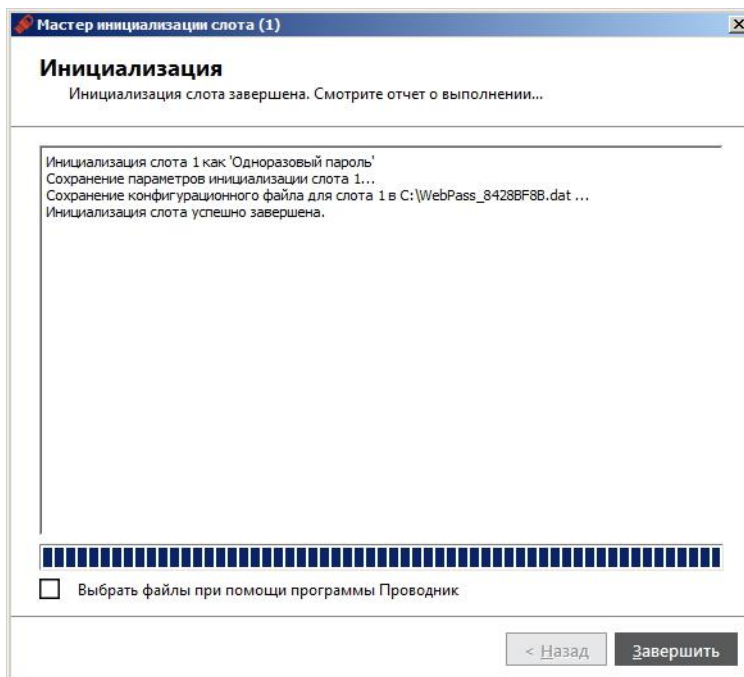 Мастер инициализации слота (1)
Инициализация
Инициализация слота завершена. Смотрите отчет о выполнении...
Инициализация слота 1 как 'Одноразовый пароль'
Сохранение параметров инициализации слота 1...
Сохранение конфигурационного файла для слота 1 в C:\WebPass_8428BF8B.dat ...
Инициализация слота успешно завершена.
Выбрать файлы при помощи программы Проводник
< Назад
Завершить